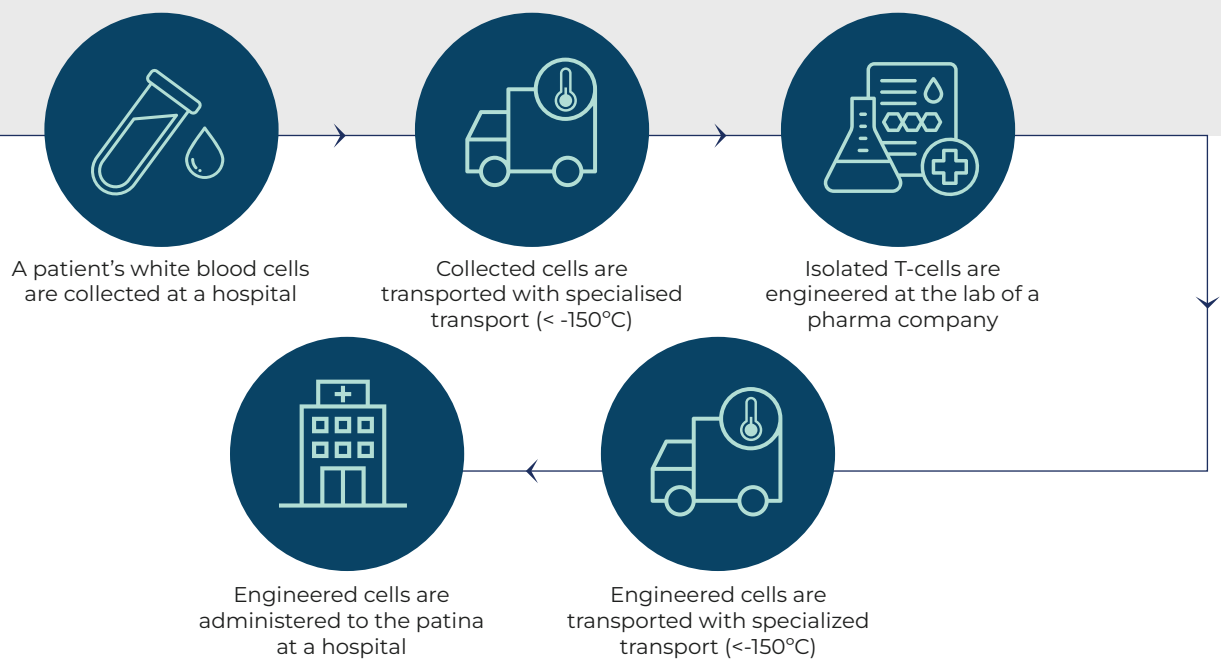 A patient’s white blood cells
are collected at a hospital
Collected cells are
transported with specialised
transport (< -150ºC)
Isolated T-cells are
engineered at the lab of a
pharma company
Engineered cells are
transported with specialized
transport (<-150ºC)
Engineered cells are
administered to the patina
at a hospital